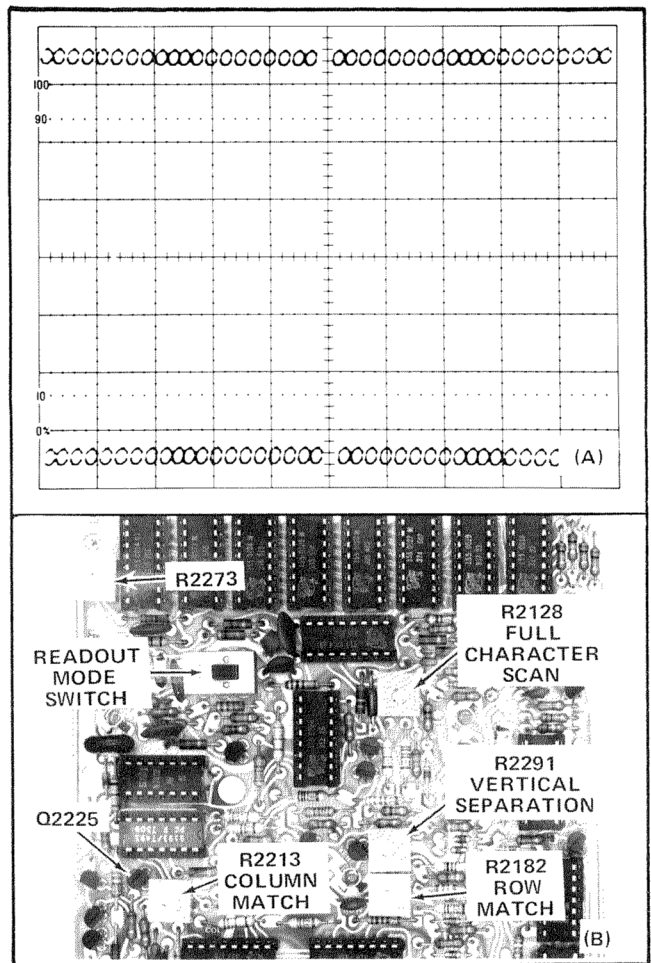 100
90
10
0%
(A)
R2273
READOUT
MODE
SWITCH
R2128
FULL
CHARACTER
SCAN
R2291
VERTICAL
SEPARATION
Q2225
R2213
COLUMN
MATCH
R2182
ROW
MATCH
(B)